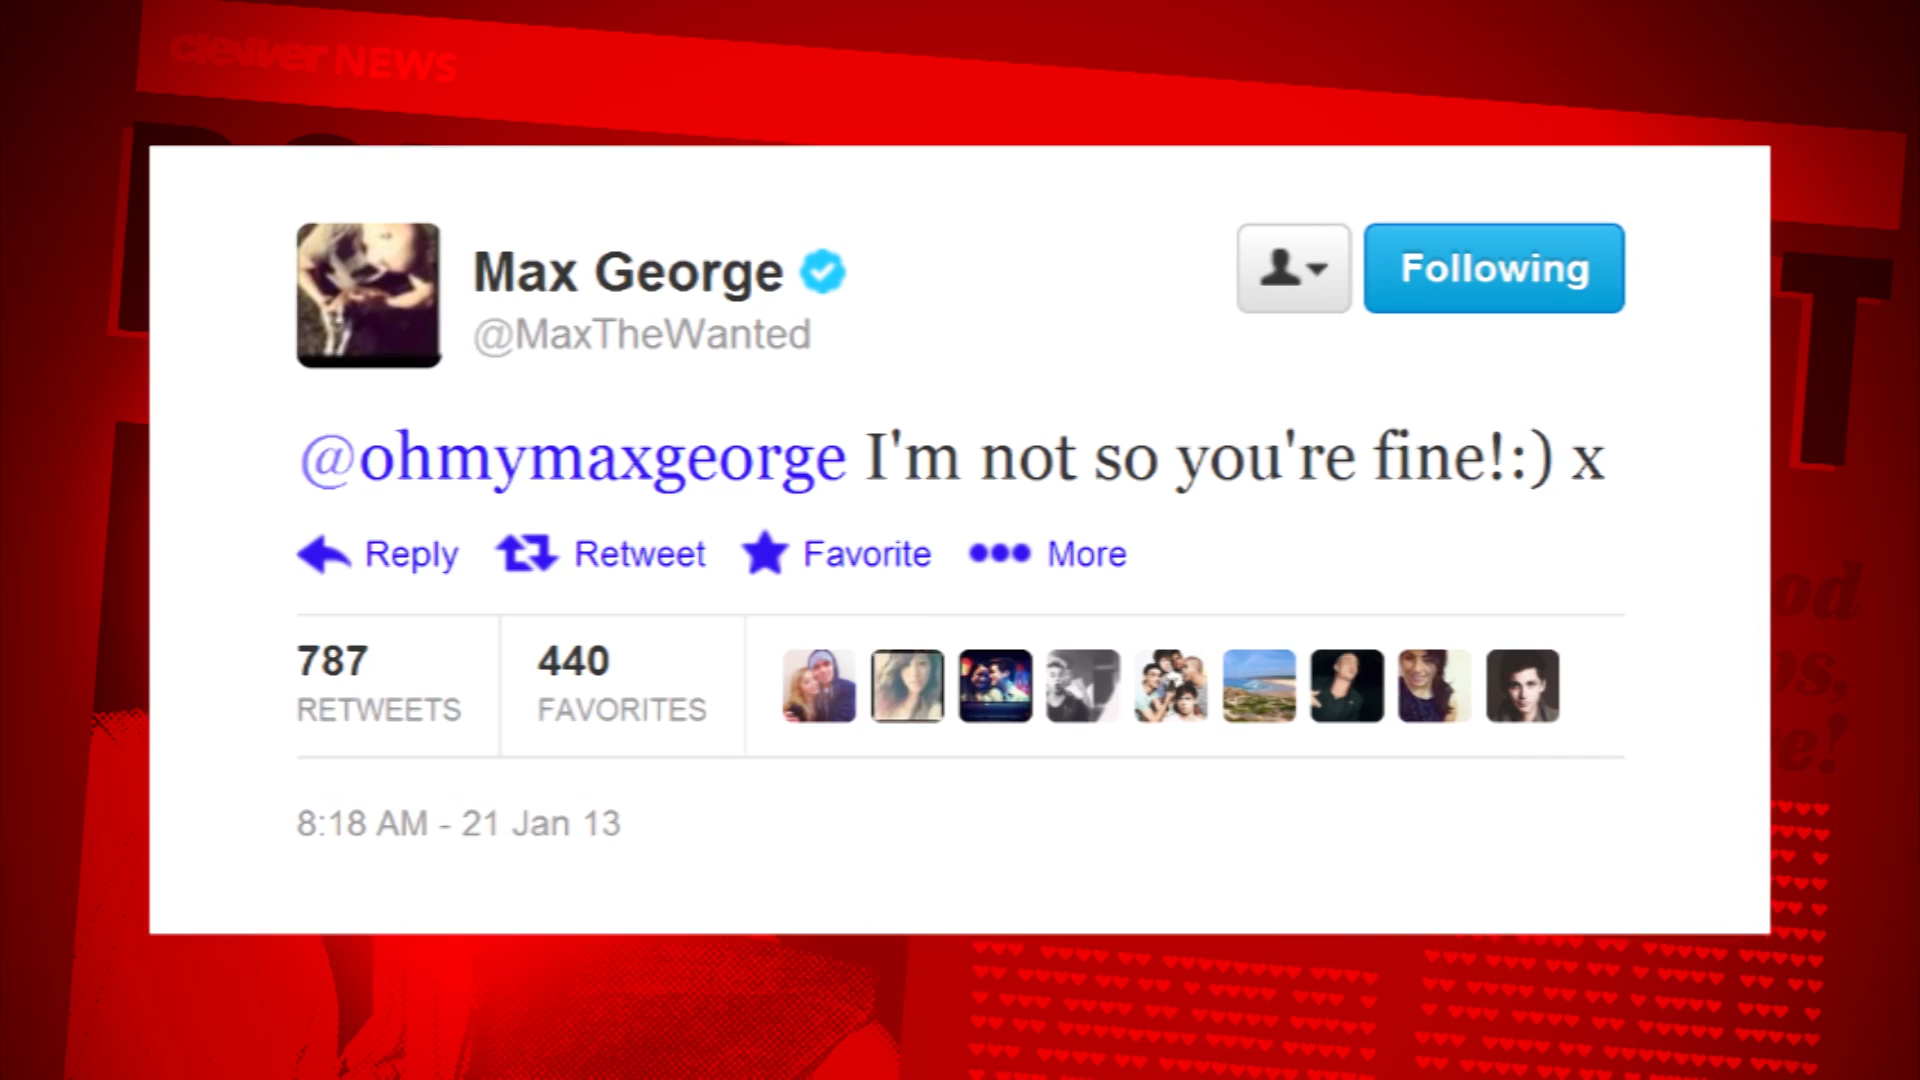 clevver NEWS
Max George
@MaxTheWanted
Following
@ohmymaxgeorge I'm not so you're fine!:) x
Reply Retweet Favorite More
787 440
RETWEETS FAVORITES
8:18 AM - 21 Jan 13